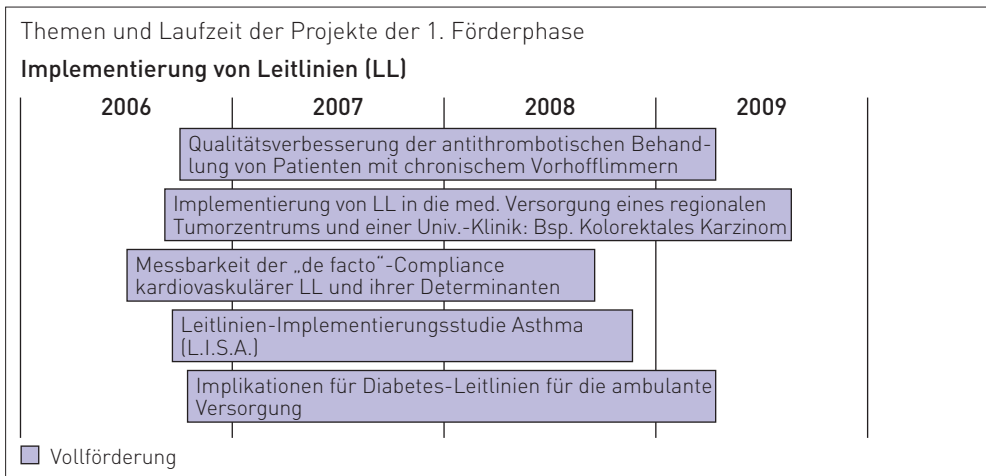 Themen und Laufzeit der Projekte der 1. Förderphase
Implementierung von Leitlinien (LL)
2006 2007 2008 2009
Qualitätsverbesserung der antithrombotischen Behand-
lung von Patienten mit chronischem Vorhofflimmern
Implementierung von LL in die med. Versorgung eines regionalen
Tumorzentrums und einer Univ.-Klinik: Bsp. Kolorektales Karzinom
Messbarkeit der „de facto"-Compliance
kardiovaskulärer LL und ihrer Determinanten
Leitlinien-Implementierungsstudie Asthma
(L.I.S.A.)
Implikationen für Diabetes-Leitlinien für die ambulante
Versorgung
Vollförderung